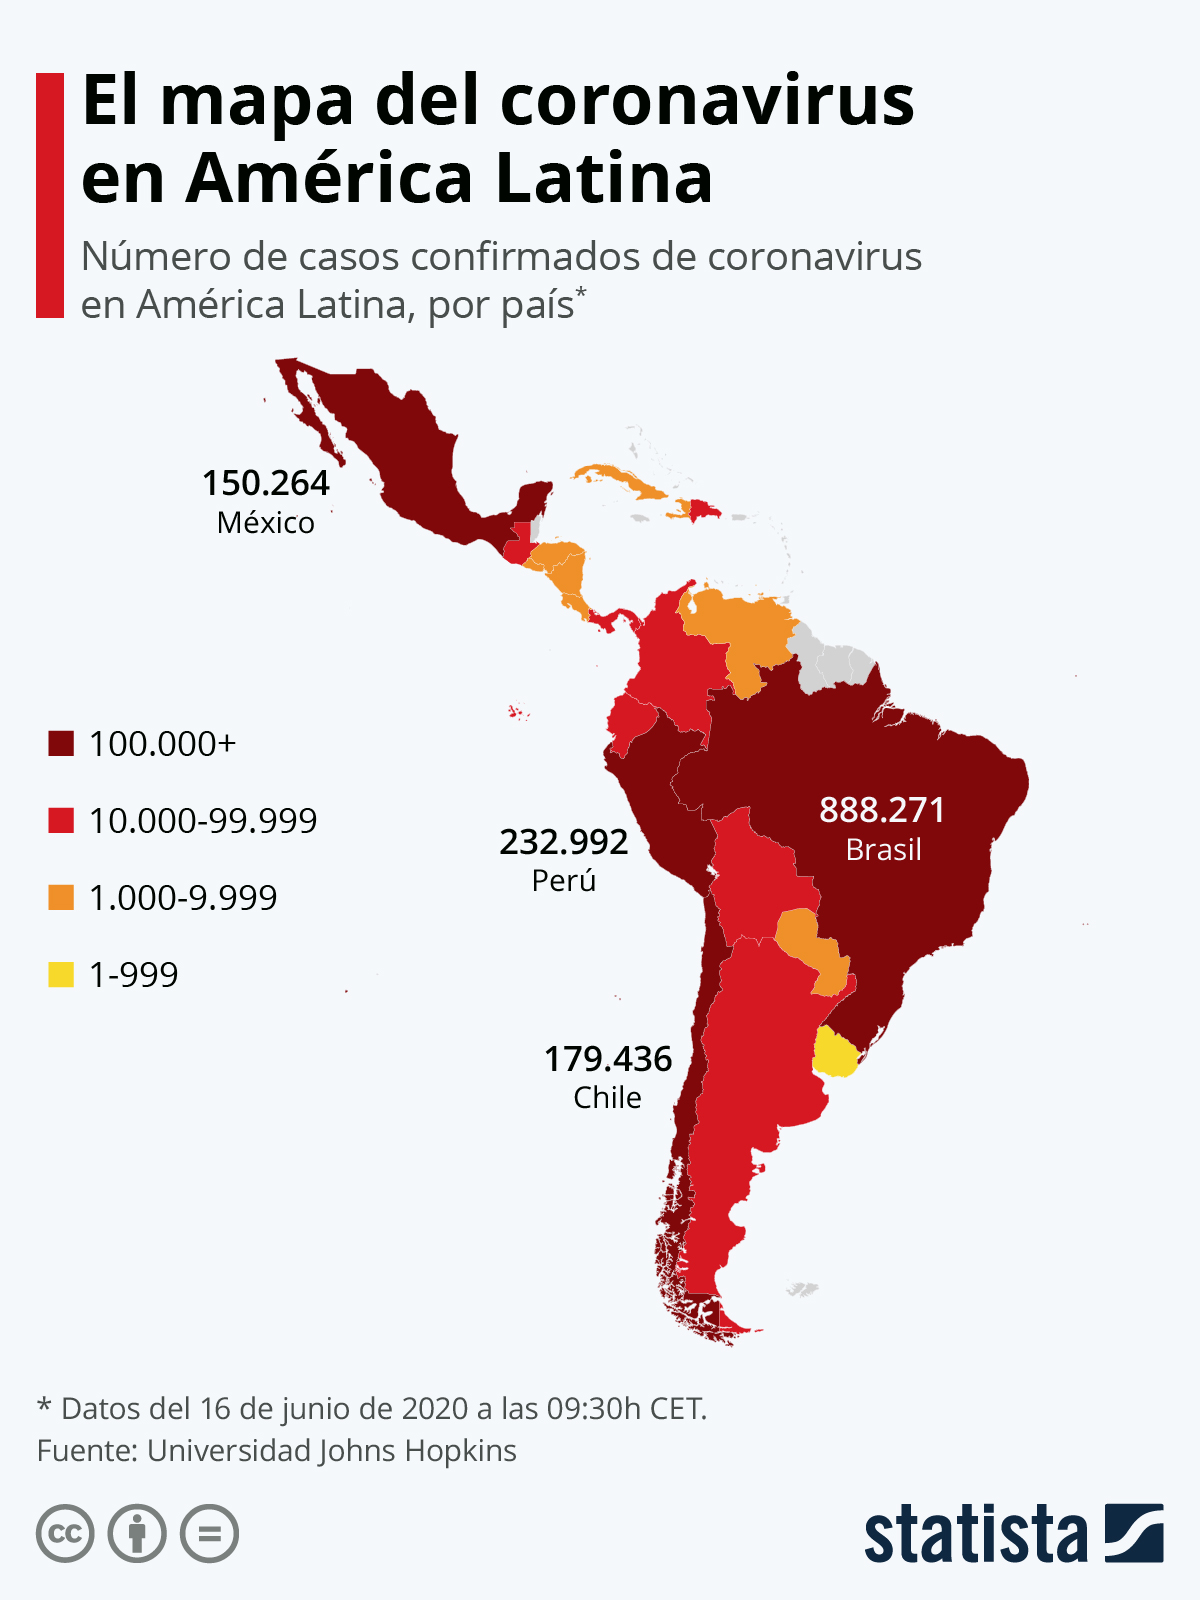 El mapa del coronavirus
en América Latina
Número de casos confirmados de coronavirus
en América Latina, por país*
150.264
México
100.000+
10.000-99.999
1.000-9.999
1-999
888.271
Brasil
232.992
Perú
179.436
Chile
* Datos del 16 de junio de 2020 a las 09:30h CET.
Fuente: Universidad Johns Hopkins
cc
=
statista